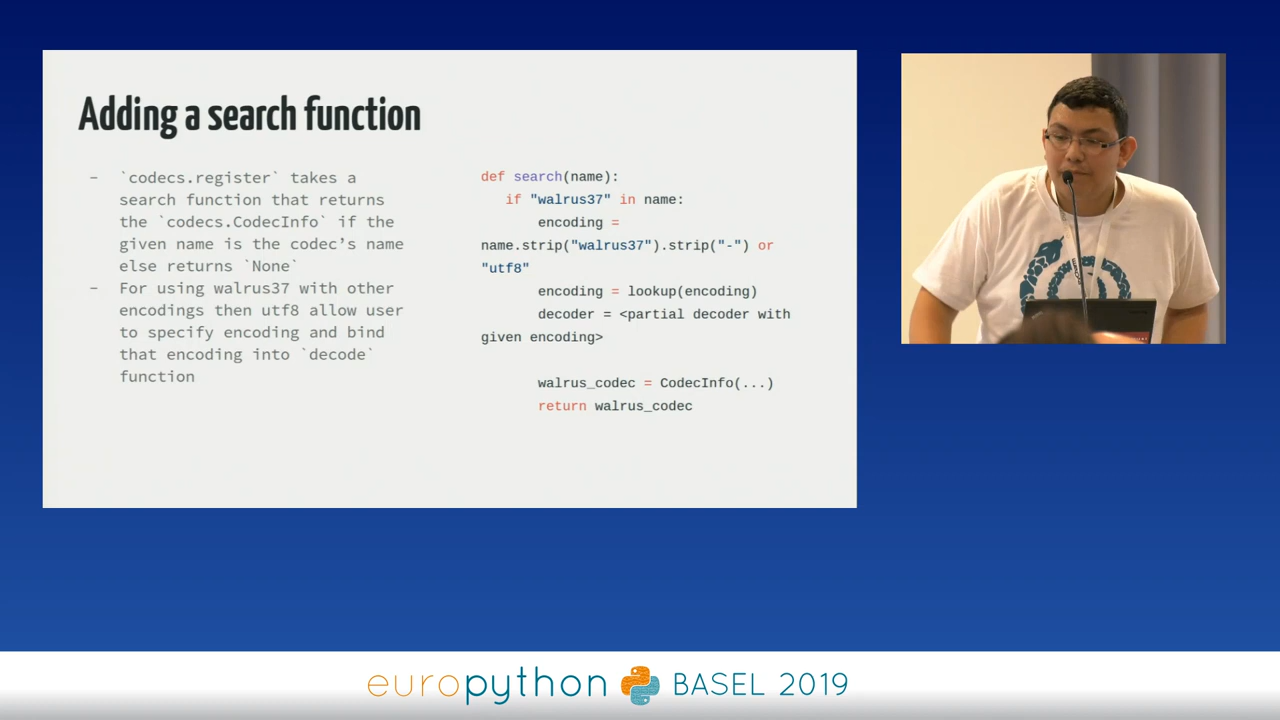 Adding a search function
- `codecs.register` takes a
search function that returns
the `codecs.CodecInfo` if the
given name is the codec’s name
else returns `None`
- For using walrus37 with other
encodings then utf8 allow user
to specify encoding and bind
that encoding into `decode`
function
def search(name):
if "walrus37" in name:
encoding =
name.strip("walrus37").strip("-") or
"utf8"
encoding = lookup(encoding)
decoder = <partial decoder with
given encoding>
walrus_codec = CodecInfo(...)
return walrus_codec
europython BASEL 2019